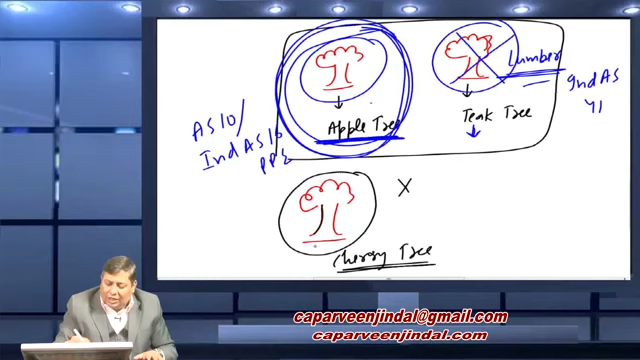 Lumber
Ind AS
41
AS 10/
Ind AS 16
PPE
Apple Tree
Teak Tree
X
Cherry Tree
caparveenjindal@gmail.com
caparveenjindal.com